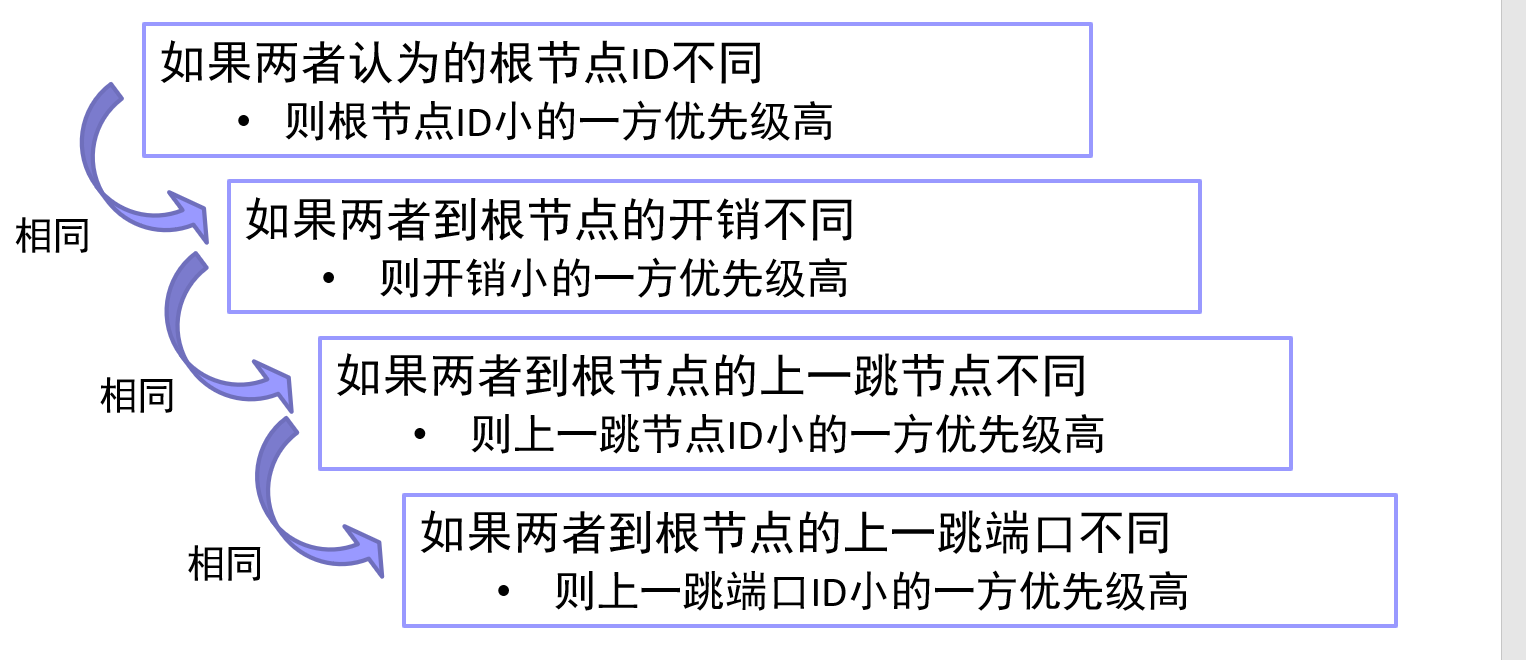 如果两者认为的根节点ID不同
• 则根节点ID小的一方优先级高
相同
如果两者到根节点的开销不同
• 则开销小的一方优先级高
相同
如果两者到根节点的上一跳节点不同
• 则上一跳节点ID小的一方优先级高
相同
如果两者到根节点的上一跳端口不同
• 则上一跳端口ID小的一方优先级高